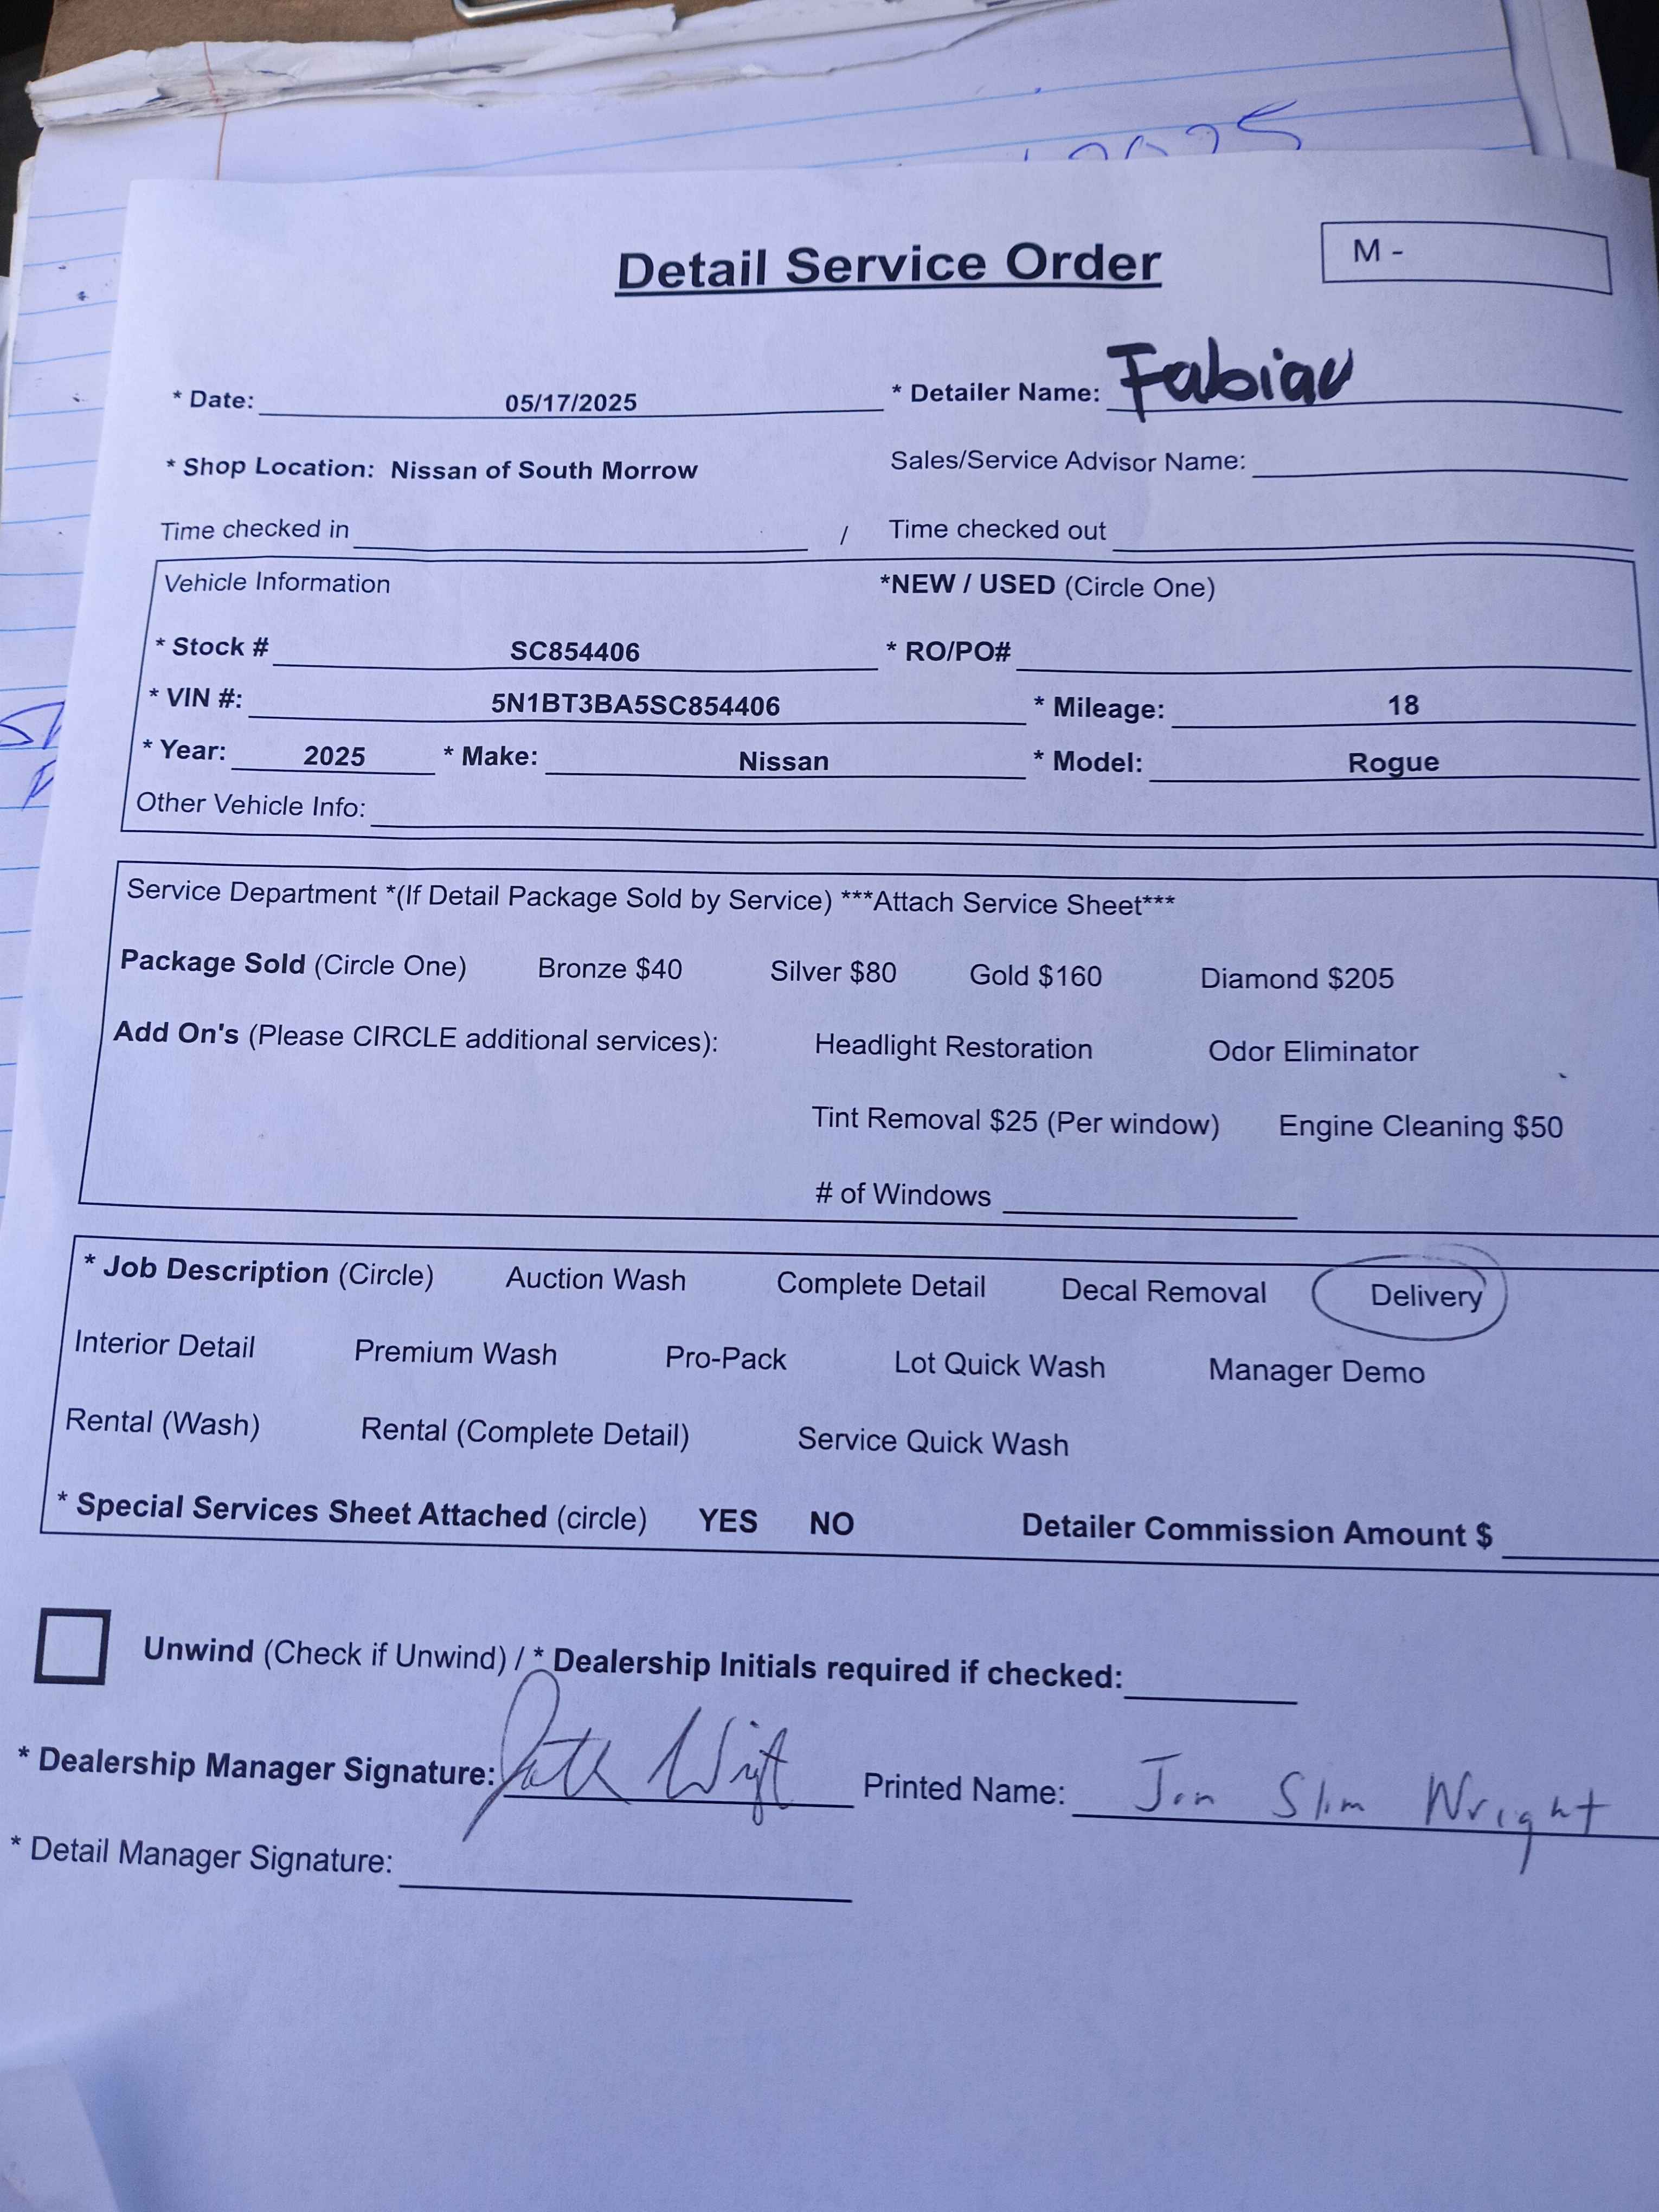 Detail Service Order
M -
* Date: 05/17/2025 * Detailer Name: Fabian
* Shop Location: Nissan of South Morrow Sales/Service Advisor Name:
Time checked in / Time checked out
Vehicle Information *NEW / USED (Circle One)
* Stock # SC854406 * RO/PO#
* VIN #: 5N1BT3BA5SC854406 * Mileage: 18
* Year: 2025 * Make: Nissan * Model: Rogue
Other Vehicle Info:
Service Department *(If Detail Package Sold by Service) ***Attach Service Sheet***
Package Sold (Circle One) Bronze $40 Silver $80 Gold $160 Diamond $205
Add On's (Please CIRCLE additional services): Headlight Restoration Odor Eliminator
Tint Removal $25 (Per window) Engine Cleaning $50
# of Windows
* Job Description (Circle) Auction Wash Complete Detail Decal Removal Delivery
Interior Detail Premium Wash Pro-Pack Lot Quick Wash Manager Demo
Rental (Wash) Rental (Complete Detail) Service Quick Wash
* Special Services Sheet Attached (circle) YES NO Detailer Commission Amount $
Unwind (Check if Unwind) / * Dealership Initials required if checked:
* Dealership Manager Signature: Printed Name: Jon Slim Wright
* Detail Manager Signature: